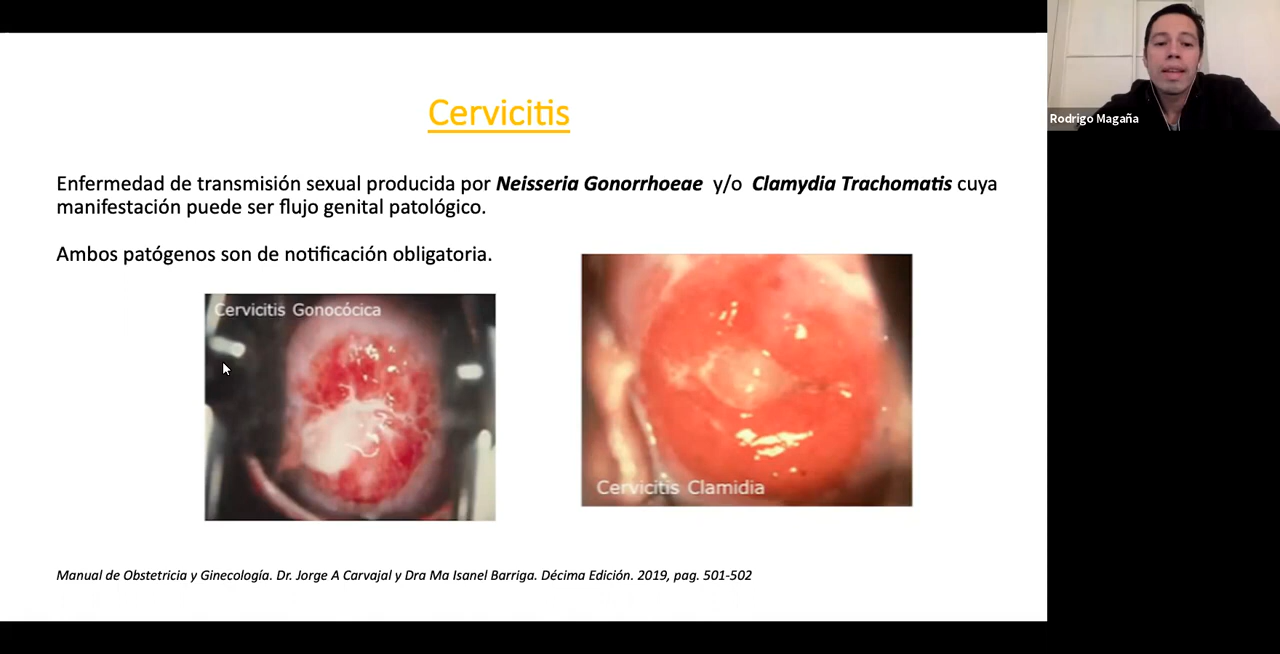 Cervicitis
Rodrigo Magaña
Enfermedad de transmisión sexual producida por Neisseria Gonorrhoeae y/o Clamydia Trachomatis cuya
manifestación puede ser flujo genital patológico.
Ambos patógenos son de notificación obligatoria.
Cervicitis Gonocócica
Cervicitis Clamidia
Manual de Obstetricia y Ginecología. Dr. Jorge A Carvajal y Dra Ma Isanel Barriga. Décima Edición. 2019, pag. 501-502